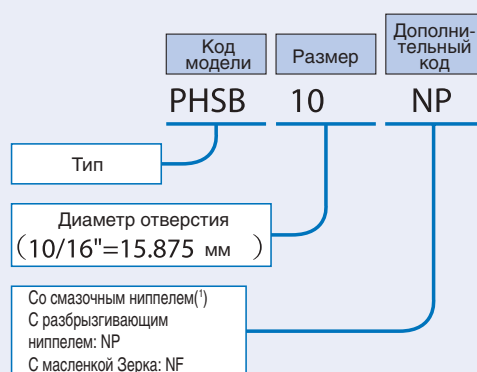 Код
модели
Размер
Дополни-
тельный
код
PHSB 10 NP
Тип
Диаметр отверстия
(10/16"=15.875 мм )
Со смазочным ниппелем(¹)
С разбрызгивающим
ниппелем: NP
С масленкой Зерка: NF